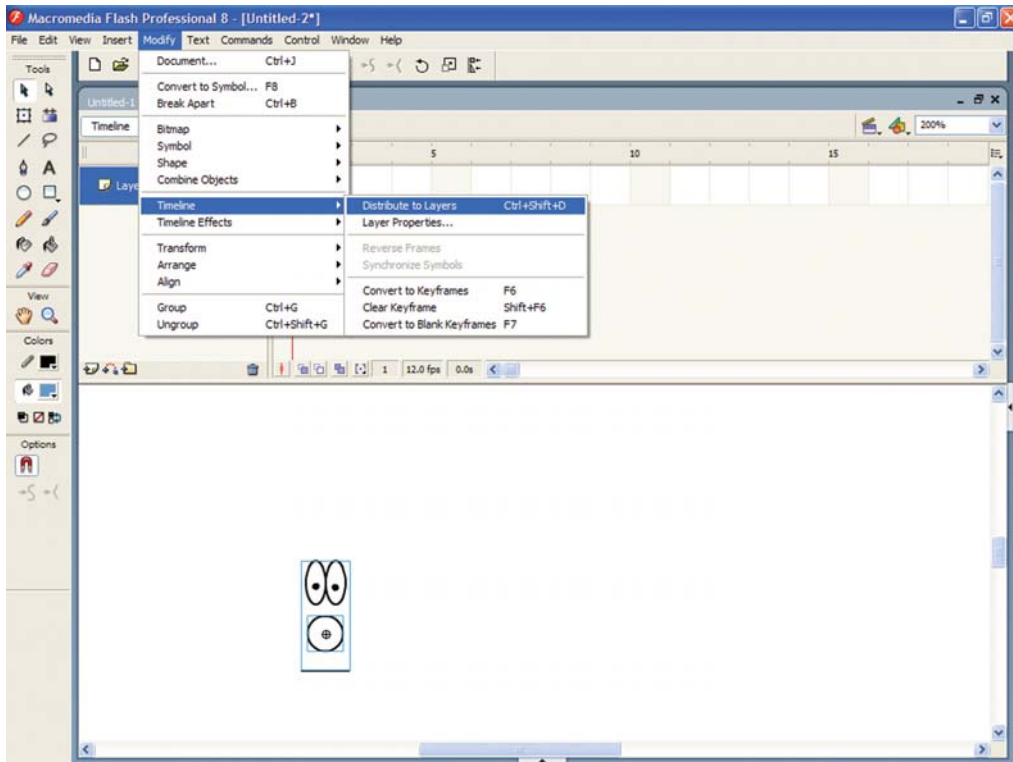 Macromedia Flash Professional 8 - [Untitled-2*]
File Edit View Insert Modify Text Commands Control Window Help
Tools
Document... Ctrl+J
Convert to Symbol... F8
Break Apart Ctrl+B
Bitmap
Symbol
Shape
Combine Objects
Timeline
Timeline Effects
Transform
Arrange
Align
Group Ctrl+G
Ungroup Ctrl+Shift+G
Distribute to Layers Ctrl+Shift+D
Layer Properties...
Reverse Frames
Synchronize Symbols
Convert to Keyframes F6
Clear Keyframe Shift+F6
Convert to Blank Keyframes F7
Untitled-1
Timeline
200%
5 10 15
Laye
View
Colors
Options
1 12.0 fps 0.0s